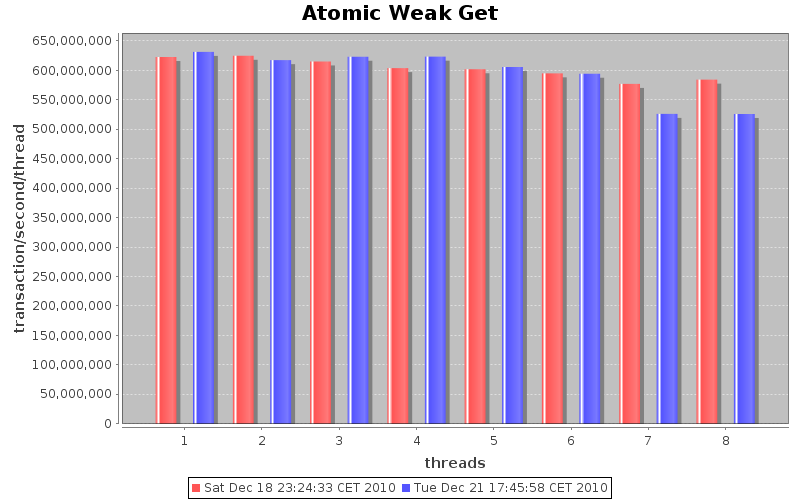 Atomic Weak Get
transaction/second/thread
650,000,000
600,000,000
550,000,000
500,000,000
450,000,000
400,000,000
350,000,000
300,000,000
250,000,000
200,000,000
150,000,000
100,000,000
50,000,000
0
1 2 3 4 5 6 7 8
threads
Sat Dec 18 23:24:33 CET 2010 Tue Dec 21 17:45:58 CET 2010